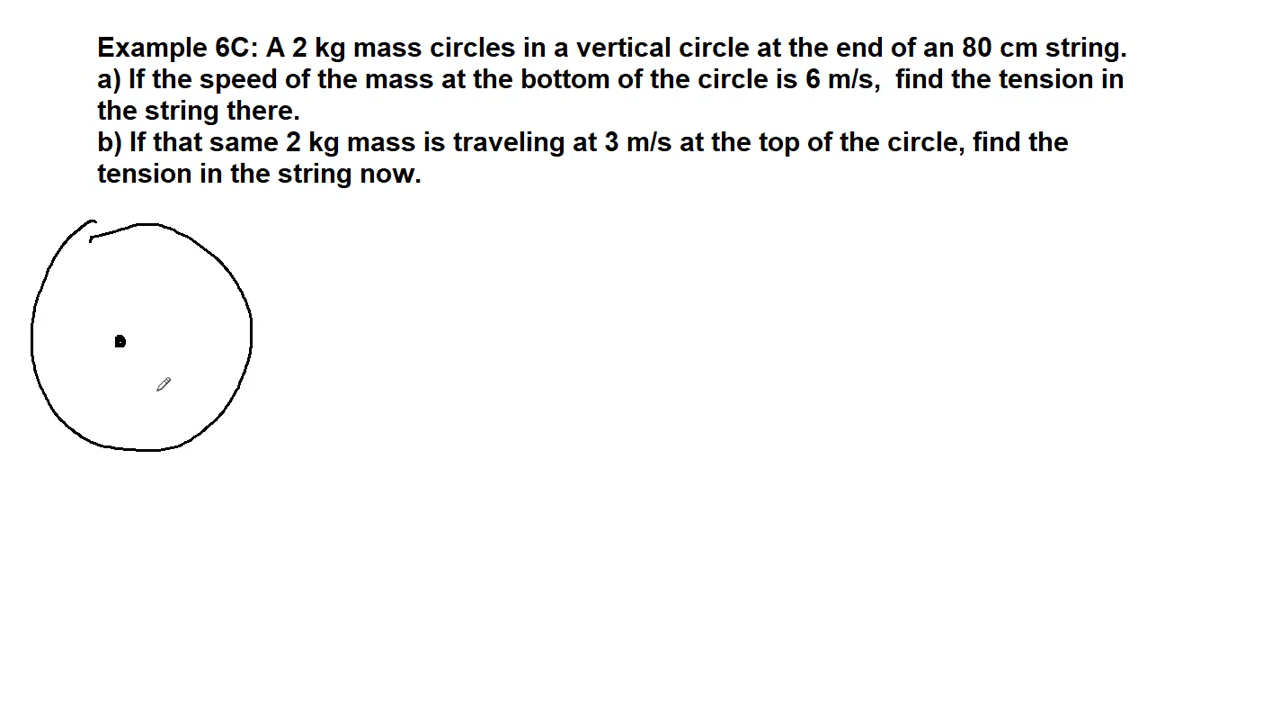 Example 6C: A 2 kg mass circles in a vertical circle at the end of an 80 cm string.
a) If the speed of the mass at the bottom of the circle is 6 m/s,  find the tension in
the string there.
b) If that same 2 kg mass is traveling at 3 m/s at the top of the circle, find the
tension in the string now.